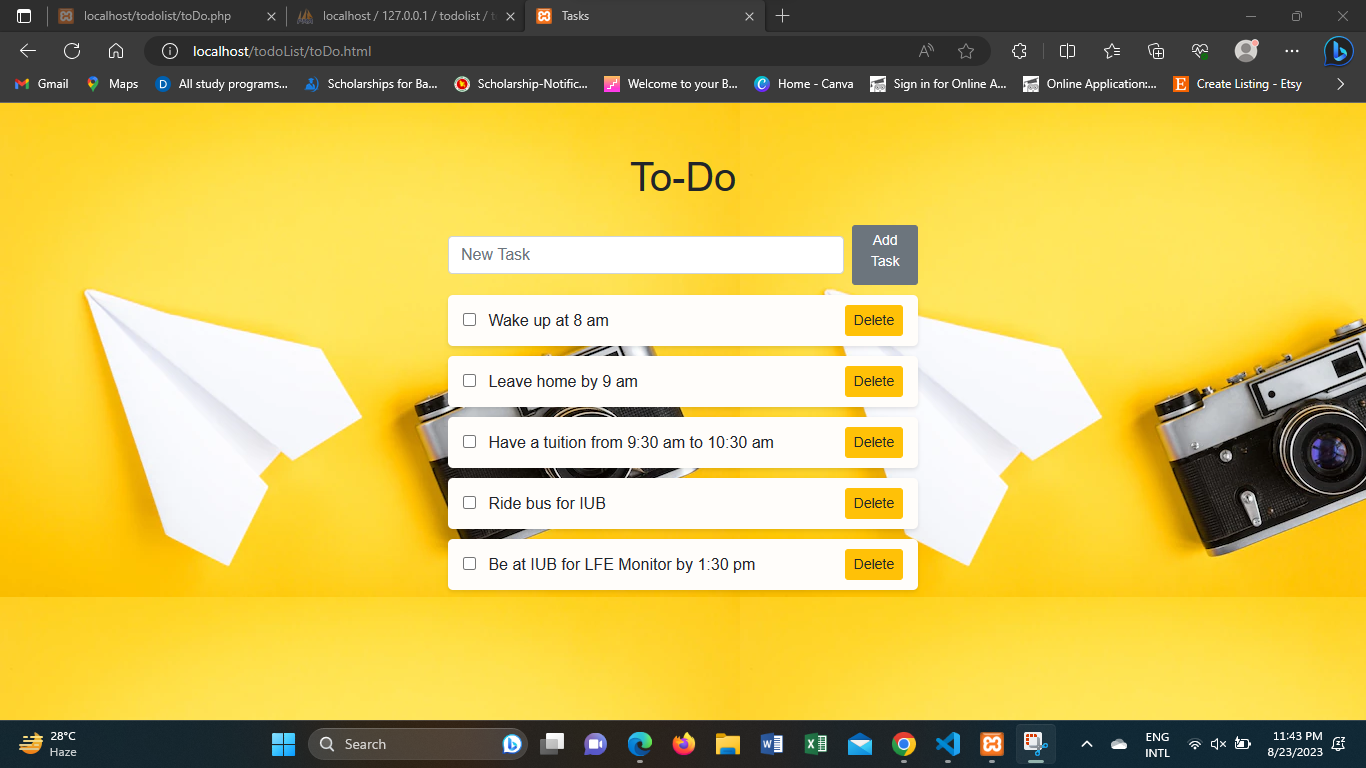 localhost/todolist/toDo.php
localhost / 127.0.0.1 / todolist / t
Tasks
localhost/todoList/toDo.html
Gmail
Maps
All study programs...
Scholarships for Ba...
Scholarship-Notific...
Welcome to your B...
Home - Canva
Sign in for Online A...
Online Application:...
Create Listing - Etsy
To-Do
New Task
Add
Task
Wake up at 8 am
Delete
Leave home by 9 am
Delete
Have a tuition from 9:30 am to 10:30 am
Delete
Ride bus for IUB
Delete
Be at IUB for LFE Monitor by 1:30 pm
Delete
28°C
Haze
Search
ENG
INTL
11:43 PM
8/23/2023